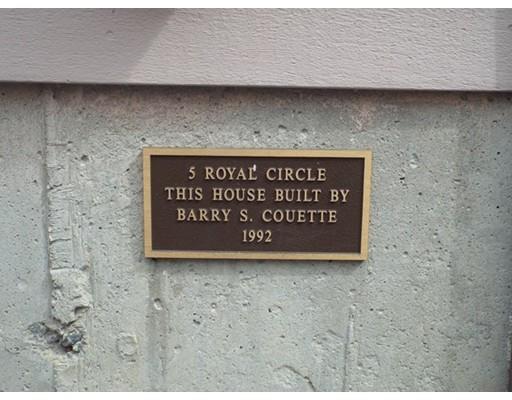 5 ROYAL CIRCLE
THIS HOUSE BUILT BY
BARRY S. COUETTE
1992